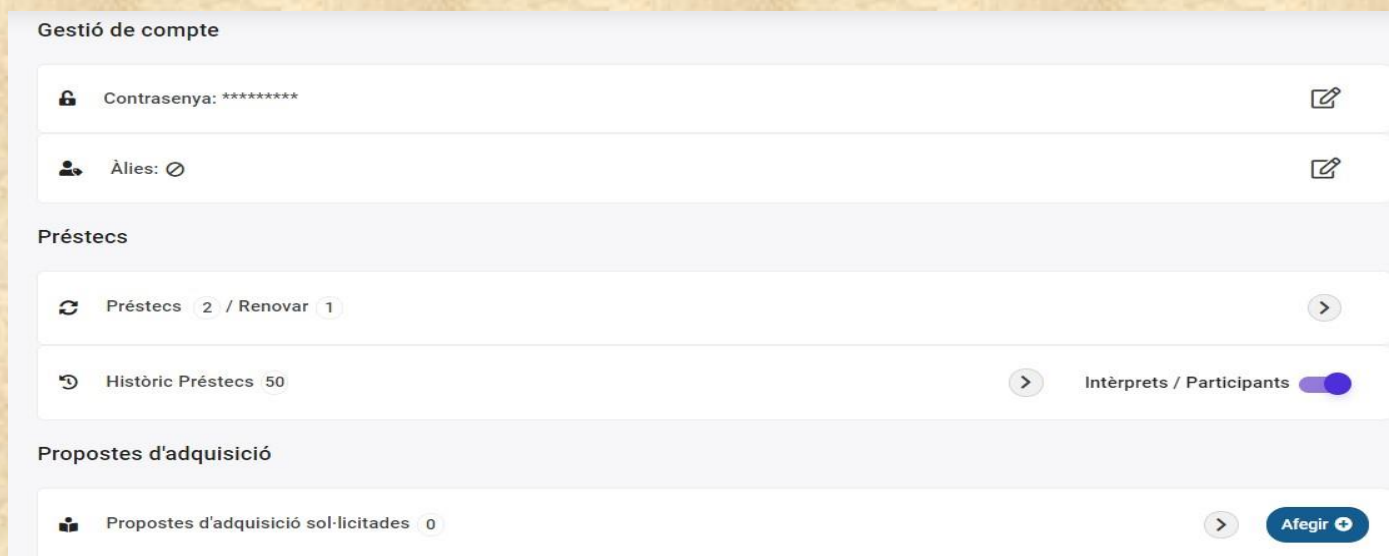 Gestió de compte
Contrasenya: *********
Àlies:
Préstecs
Préstecs 2 / Renovar 1
Històric Préstecs 50 Intèrprets / Participants
Propostes d'adquisició
Propostes d'adquisició sol·licitades 0 Afegir